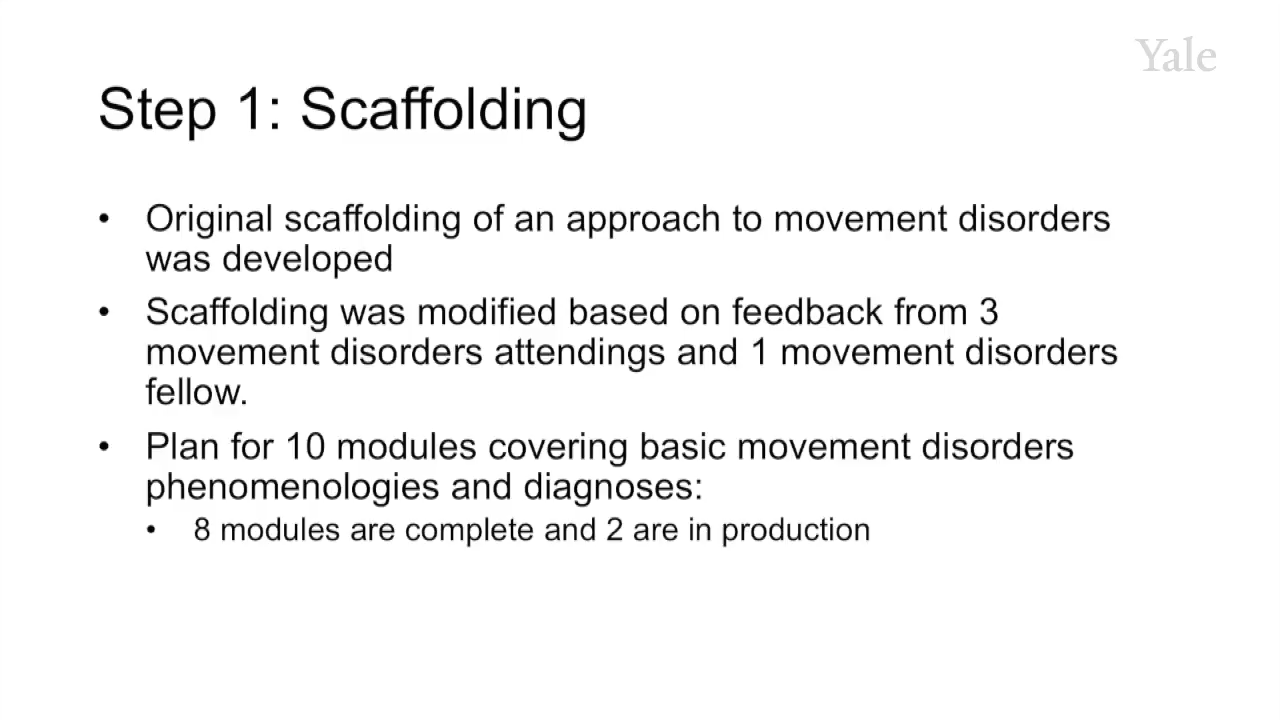 Yale
Step 1: Scaffolding
• Original scaffolding of an approach to movement disorders
was developed
• Scaffolding was modified based on feedback from 3
movement disorders attendings and 1 movement disorders
fellow.
• Plan for 10 modules covering basic movement disorders
phenomenologies and diagnoses:
• 8 modules are complete and 2 are in production